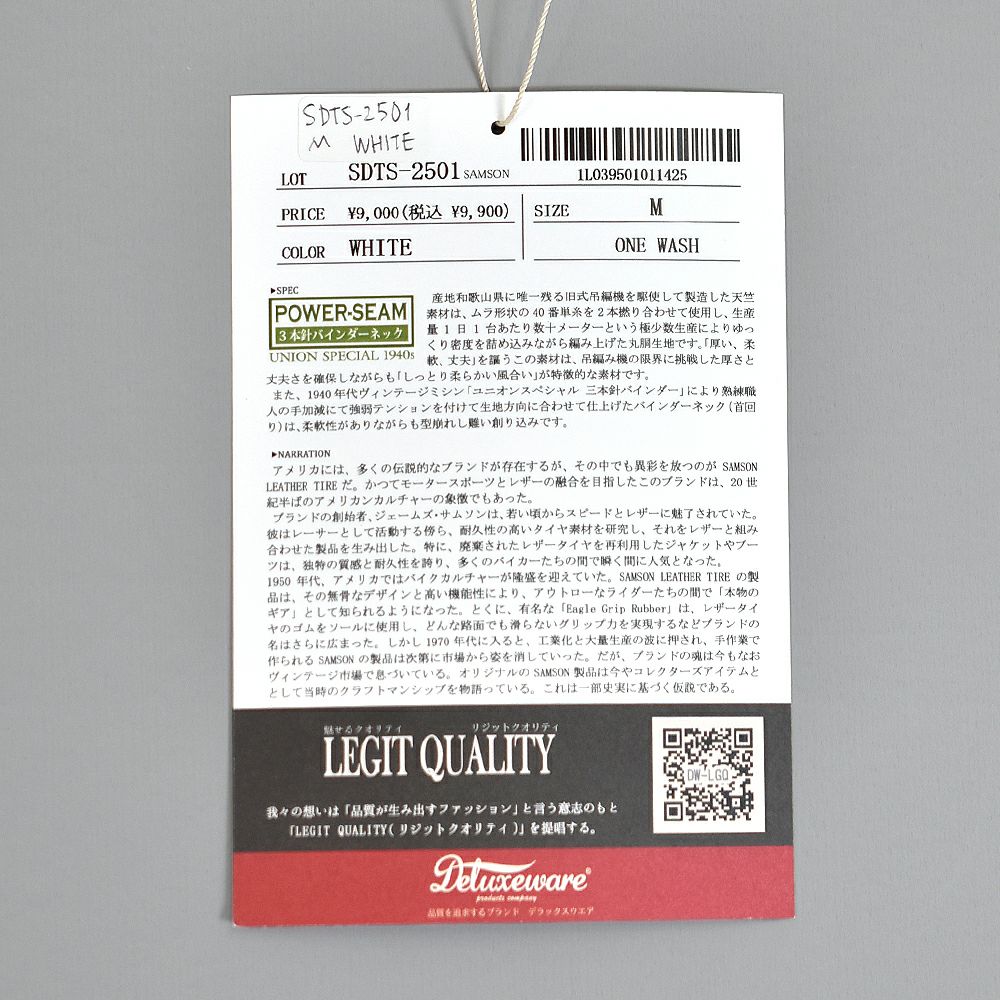 SDTS-2501
M WHITE
LOT SDTS-2501 SAMSON
1L039501011425
PRICE ¥9,000(税込 ¥9,900)
SIZE M
COLOR WHITE
ONE WASH
▶SPEC
POWER-SEAM
3本針バインダーネック
UNION SPECIAL 1940s
産地和歌山県に唯一残る旧式吊編機を駆使して製造した天竺
素材は、ムラ形状の40番単糸を2本撚り合わせて使用し、生産
量1日1台あたり数十メーターという極少数生産によりゆっ
くり密度を詰め込みながら編み上げた丸胴生地です。「厚い、柔
軟、丈夫」を謳うこの素材は、吊編み機の限界に挑戦した厚さと
丈夫さを確保しながらも「しっとり柔らかい風合い」が特徴的な素材です。
また、1940年代ヴィンテージミシン「ユニオンスペシャル 三本針バインダー」により熟練職
人の手加減にて強弱テンションを付けて生地方向に合わせて仕上げたバインダーネック(首回
り)は、柔軟性がありながらも型崩れし難い創り込みです。
▶NARRATION
アメリカには、多くの伝説的なブランドが存在するが、その中でも異彩を放つのが SAMSON
LEATHER TIREだ。かつてモータースポーツとレザーの融合を目指したこのブランドは、20世
紀半ばのアメリカンカルチャーの象徴でもあった。
ブランドの創始者、ジェームズ・サムソンは、若い頃からスピードとレザーに魅了されていた。
彼はレーサーとして活動する傍ら、耐久性の高いタイヤ素材を研究し、それをレザーと組み
合わせた製品を生み出した。特に、廃棄されたレザータイヤを再利用したジャケットやブー
ツは、独特の質感と耐久性を誇り、多くのバイカーたちの間で瞬く間に人気となった。
1950年代、アメリカではバイクカルチャーが隆盛を迎えていた。SAMSON LEATHER TIREの製
品は、その無骨なデザインと高い機能性により、アウトローなライダーたちの間で「本物の
ギア」として知られるようになった。とくに、有名な「Eagle Grip Rubber」は、レザータイ
ヤのゴムをソールに使用し、どんな路面でも滑らないグリップ力を実現するなどブランドの
名はさらに広まった。しかし1970年代に入ると、工業化と大量生産の波に押され、手作業で
作られるSAMSONの製品は次第に市場から姿を消していった。だが、ブランドの魂は今もなお
ヴィンテージ市場で息づいている。オリジナルのSAMSON製品は今やコレクターズアイテムと
として当時のクラフトマンシップを物語っている。これは一部史実に基づく仮説である。
魅せるクオリティ リジットクオリティ
LEGIT QUALITY
DW-LGQ
我々の想いは「品質が生み出すファッション」と言う意志のもと
「LEGIT QUALITY(リジットクオリティ)」を提唱する。
Deluxeware®
products company
品質を追求するブランド デラックスウエア